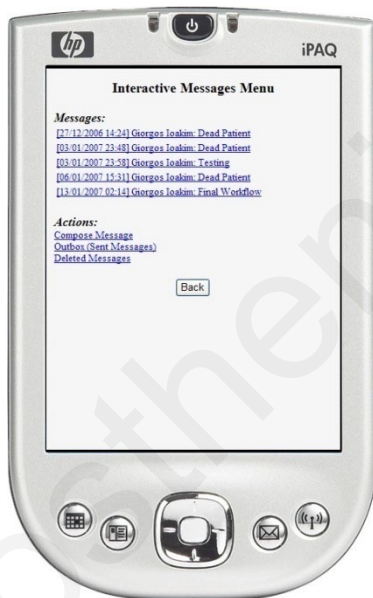 hp
iPAQ
Interactive Messages Menu
Messages:
[27/12/2006 14:24] Giorgos Ioakim: Dead Patient
[03/01/2007 23:48] Giorgos Ioakim: Dead Patient
[03/01/2007 23:58] Giorgos Ioakim: Testing
[06/01/2007 15:31] Giorgos Ioakim: Dead Patient
[13/01/2007 02:14] Giorgos Ioakim: Final Workflow
Actions:
Compose Message
Outbox (Sent Messages)
Deleted Messages
Back